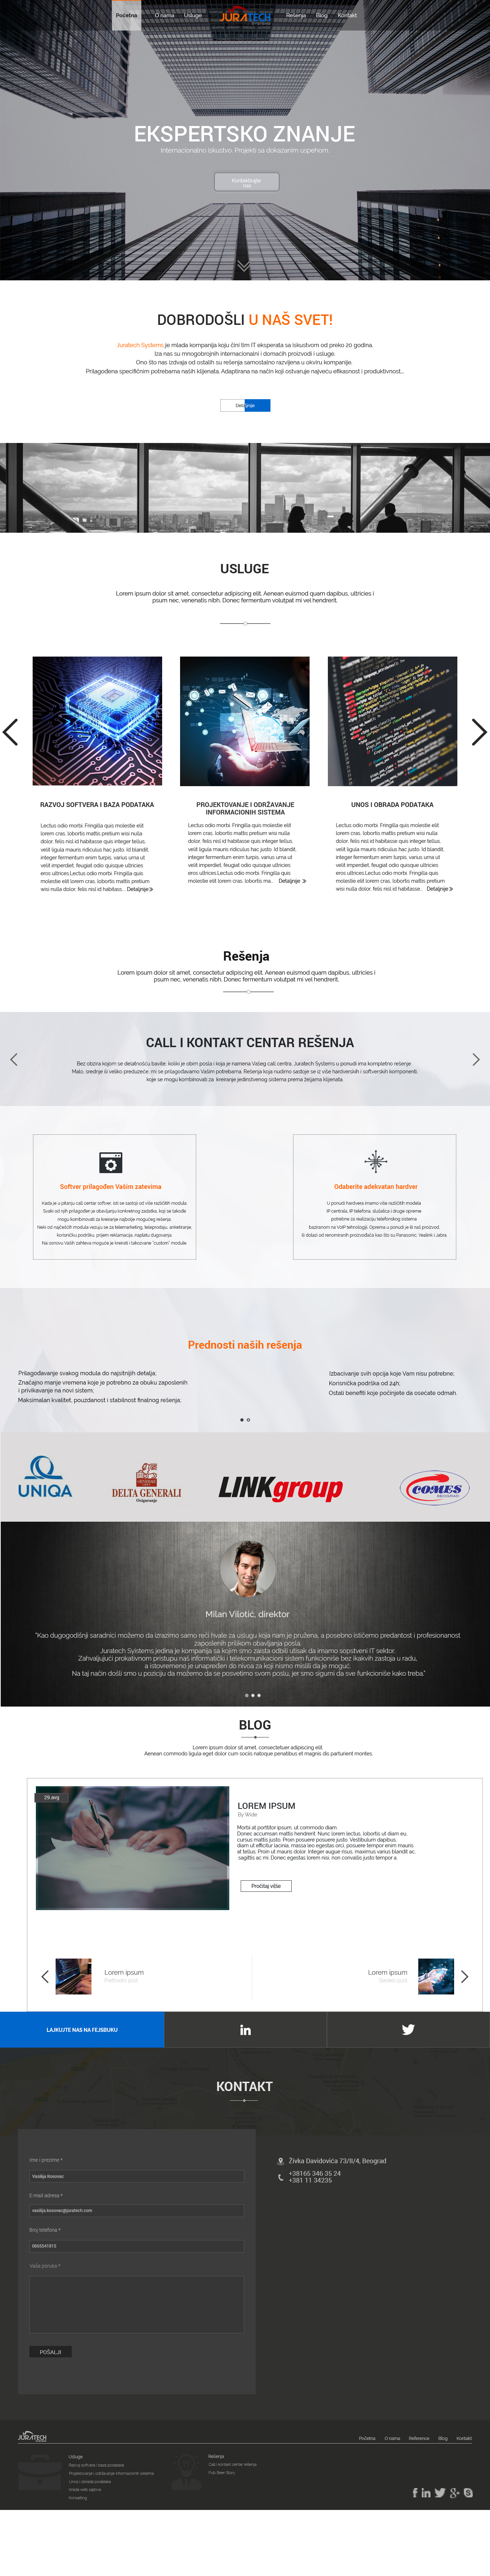 Početna
O nama
Usluge
JURATECH
Rešenja
Blog
Kontakt
EKSPERTSKO ZNANJE
Internacionalno iskustvo. Projekti sa dokazanim uspehom.
Kontaktirajte
nas
DOBRODOŠLI U NAŠ SVET!
Juratech Systems je mlada kompanija koju čini tim IT eksperata sa iskustvom od preko 20 godina.
Iza nas su mnogobrojnih internacionalni i domaćih proizvodi i usluge.
Ono što nas izdvaja od ostalih su rešenja samostalno razvijena u okviru kompanije.
Prilagođena specifičnim potrebama naših klijenata. Adaptirana na način koji ostvaruje najveću efikasnost i produktivnost...
Detaljnije
USLUGE
Lorem ipsum dolor sit amet, consectetur adipiscing elit. Aenean euismod quam dapibus, ultricies i
psum nec, venenatis nibh. Donec fermentum volutpat mi vel hendrerit.
RAZVOJ SOFTVERA I BAZA PODATAKA
Lectus odio morbi. Fringilla quis molestie elit
lorem cras, lobortis mattis pretium wisi nulla
dolor, felis nisl id habitasse quis integer tellus,
velit ligula mauris ridiculus hac justo. Id blandit,
integer fermentum enim turpis, varius urna ut
velit imperdiet, feugiat odio quisque ultricies
eros ultrices.Lectus odio morbi. Fringilla quis
molestie elit lorem cras, lobortis mattis pretium
wisi nulla dolor, felis nisl id habitass... Detaljnije
PROJEKTOVANJE I ODRŽAVANJE
INFORMACIONIH SISTEMA
Lectus odio morbi. Fringilla quis molestie elit
lorem cras, lobortis mattis pretium wisi nulla
dolor, felis nisl id habitasse quis integer tellus,
velit ligula mauris ridiculus hac justo. Id blandit,
integer fermentum enim turpis, varius urna ut
velit imperdiet, feugiat odio quisque ultricies
eros ultrices.Lectus odio morbi. Fringilla quis
molestie elit lorem cras, lobortis ma... Detaljnije
UNOS I OBRADA PODATAKA
Lectus odio morbi. Fringilla quis molestie elit
lorem cras, lobortis mattis pretium wisi nulla
dolor, felis nisl id habitasse quis integer tellus,
velit ligula mauris ridiculus hac justo. Id blandit,
integer fermentum enim turpis, varius urna ut
velit imperdiet, feugiat odio quisque ultricies
eros ultrices.Lectus odio morbi. Fringilla quis
molestie elit lorem cras, lobortis mattis pretium
wisi nulla dolor, felis nisl id habitasse... Detaljnije
Rešenja
Lorem ipsum dolor sit amet, consectetur adipiscing elit. Aenean euismod quam dapibus, ultricies i
psum nec, venenatis nibh. Donec fermentum volutpat mi vel hendrerit.
CALL I KONTAKT CENTAR REŠENJA
Bez obzira kojom se delatnošću bavite, koliki je obim posla i koja je namena Vašeg call centra, Juratech Systems u ponudi ima kompletno rešenje.
Malo, srednje ili veliko preduzeće, mi se prilagođavamo Vašim potrebama. Rešenja koja nudimo sastoje se iz više hardverskih i softverskih komponenti,
koje se mogu kombinovati za kreiranje jedinstvenog sistema prema željama klijenata.
Softver prilagođen Vašim zatevima
Kada je u pitanju call centar softver, isti se sastoji od više različitih modula.
Svaki od njih prilagođen je obavljanju konkretnog zadatka, koji se takođe
mogu kombinovati za kreiranje najbolje mogućeg rešenja.
Neki od najčešćih modula vezuju se za telemarketing, teleprodaju, anketiranje,
korisničku podršku, prijem reklamacija, naplatu dugovanja.
Na osnovu Vaših zahteva moguće je kreirati i takozvane "custom" module.
Odaberite adekvatan hardver
U ponudi hardvera imamo više različitih modela
IP centrala, IP telefona, slušalica i druge opreme
potrebne za realizaciju telefonskog sistema
baziranom na VoIP tehnologiji. Oprema u ponudi je ili naš proizvod,
ili dolazi od renomiranih proizvođača kao što su Panasonic, Yealink i Jabra.
Prednosti naših rešenja
Prilagođavanje svakog modula do najsitnijih detalja;
Značajno manje vremena koje je potrebno za obuku zaposlenih
i privikavanje na novi sistem;
Maksimalan kvalitet, pouzdanost i stabilnost finalnog rešenja;
Izbacivanje svih opcija koje Vam nisu potrebne;
Korisnička podrška od 24h;
Ostali benefiti koje počinjete da osećate odmah.
UNIQA
DELTA GENERALI
Osiguranje
LINKgroup
COMES
BEOGRAD
Milan Vilotić, direktor
"Kao dugogodišnji saradnici možemo da izrazimo samo reči hvale za uslugu koja nam je pružena, a posebno ističemo predantost i profesionanost
zaposlenih prilikom obavljanja posla.
Juratech Syistems jedina je kompanija sa kojim smo zaista odbili utisak da imamo sopstveni IT sektor.
Zahvaljujući prokativnim pristupu naš informatički i telekomunikacioni sistem funkcioniše bez ikakvih zastoja u radu,
a istovremeno je unapređen do nivoa za koji nismo mislili da je moguć.
Na taj način došli smo u poziciju da možemo da se posvetimo svom poslu, jer smo sigurni da sve funkcioniše kako treba."
BLOG
Lorem ipsum dolor sit amet, consectetuer adipiscing elit.
Aenean commodo ligula eget dolor cum sociis natoque penatibus et magnis dis parturient montes.
29.avg
LOREM IPSUM
By Wide
Morbi at porttitor ipsum, ut commodo diam.
Donec accumsan mattis hendrerit. Nunc lorem lectus, lobortis ut diam eu,
cursus mattis justo. Proin posuere posuere justo. Vestibulum dapibus,
diam ut efficitur lacinia, massa leo egestas orci, posuere tempor enim mauris
at tellus. Proin ut mauris dolor. Integer augue risus, maximus varius blandit ac,
sagittis ac mi. Donec egestas lorem nisi, non convallis justo tempor a.
Pročitaj više
Lorem ipsum
Prethodni post
Lorem ipsum
Sledeći post
LAJKUJTE NAS NA FEJSBUKU
KONTAKT
Ime i prezime *
Vasilija Kosovac
E-mail adresa *
vasilija.kosovac@juratech.com
Broj telefona *
0655541815
Vaša poruka *
POŠALJI
Živka Davidovića 73/II/4, Beograd
+38165 346 35 24
+381 11 34235
JURATECH
Početna
O nama
Reference
Blog
Kontakt
Usluge
Razvoj softvera i baza podataka
Projektovanje i održavanje informacionih sistema
Unos i obrada podataka
Izrada web sajtova
Konsalting
Rešenja
Call i kontakt centar rešenja
Pub Beer Story